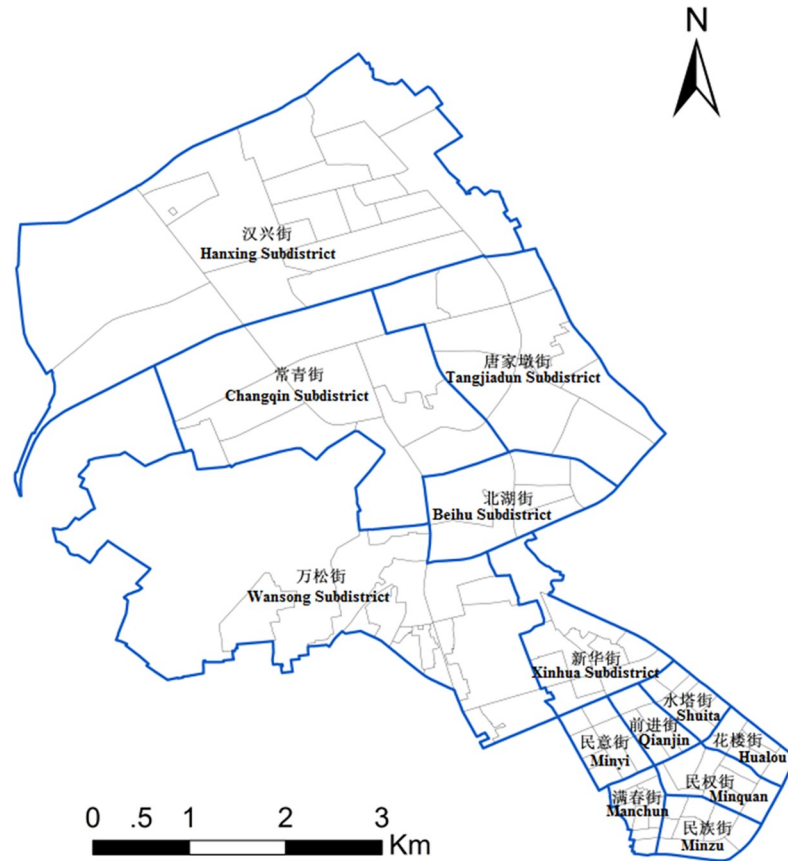 N
汉兴街
Hanxing Subdistrict
唐家墩街
Tangjiadun Subdistrict
常青街
Changqin Subdistrict
北湖街
Beihu Subdistrict
万松街
Wansong Subdistrict
新华街
Xinhua Subdistrict
水塔街
Shuita
前进街
Qianjin
花楼街
Hualou
民意街
Minyi
民权街
Minquan
满春街
Manchun
民族街
Minzu
0 .5 1 2 3
Km